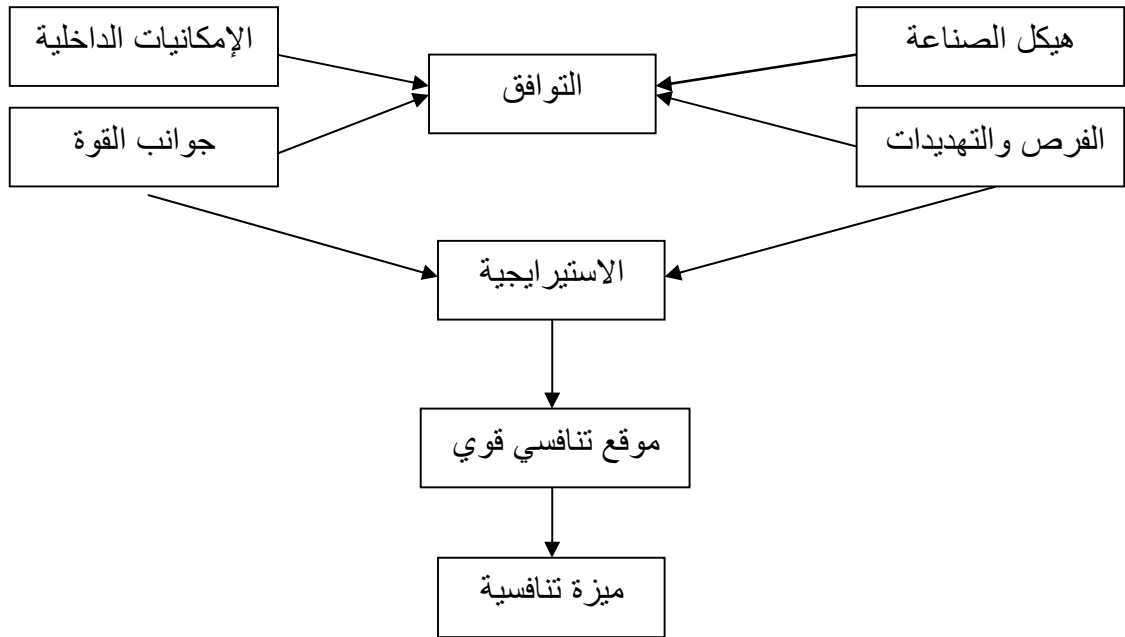 هيكل الصناعة
الإمكانيات الداخلية
التوافق
الفرص والتهديدات
جوانب القوة
الاستيرايجية
موقع تنافسي قوي
ميزة تنافسية